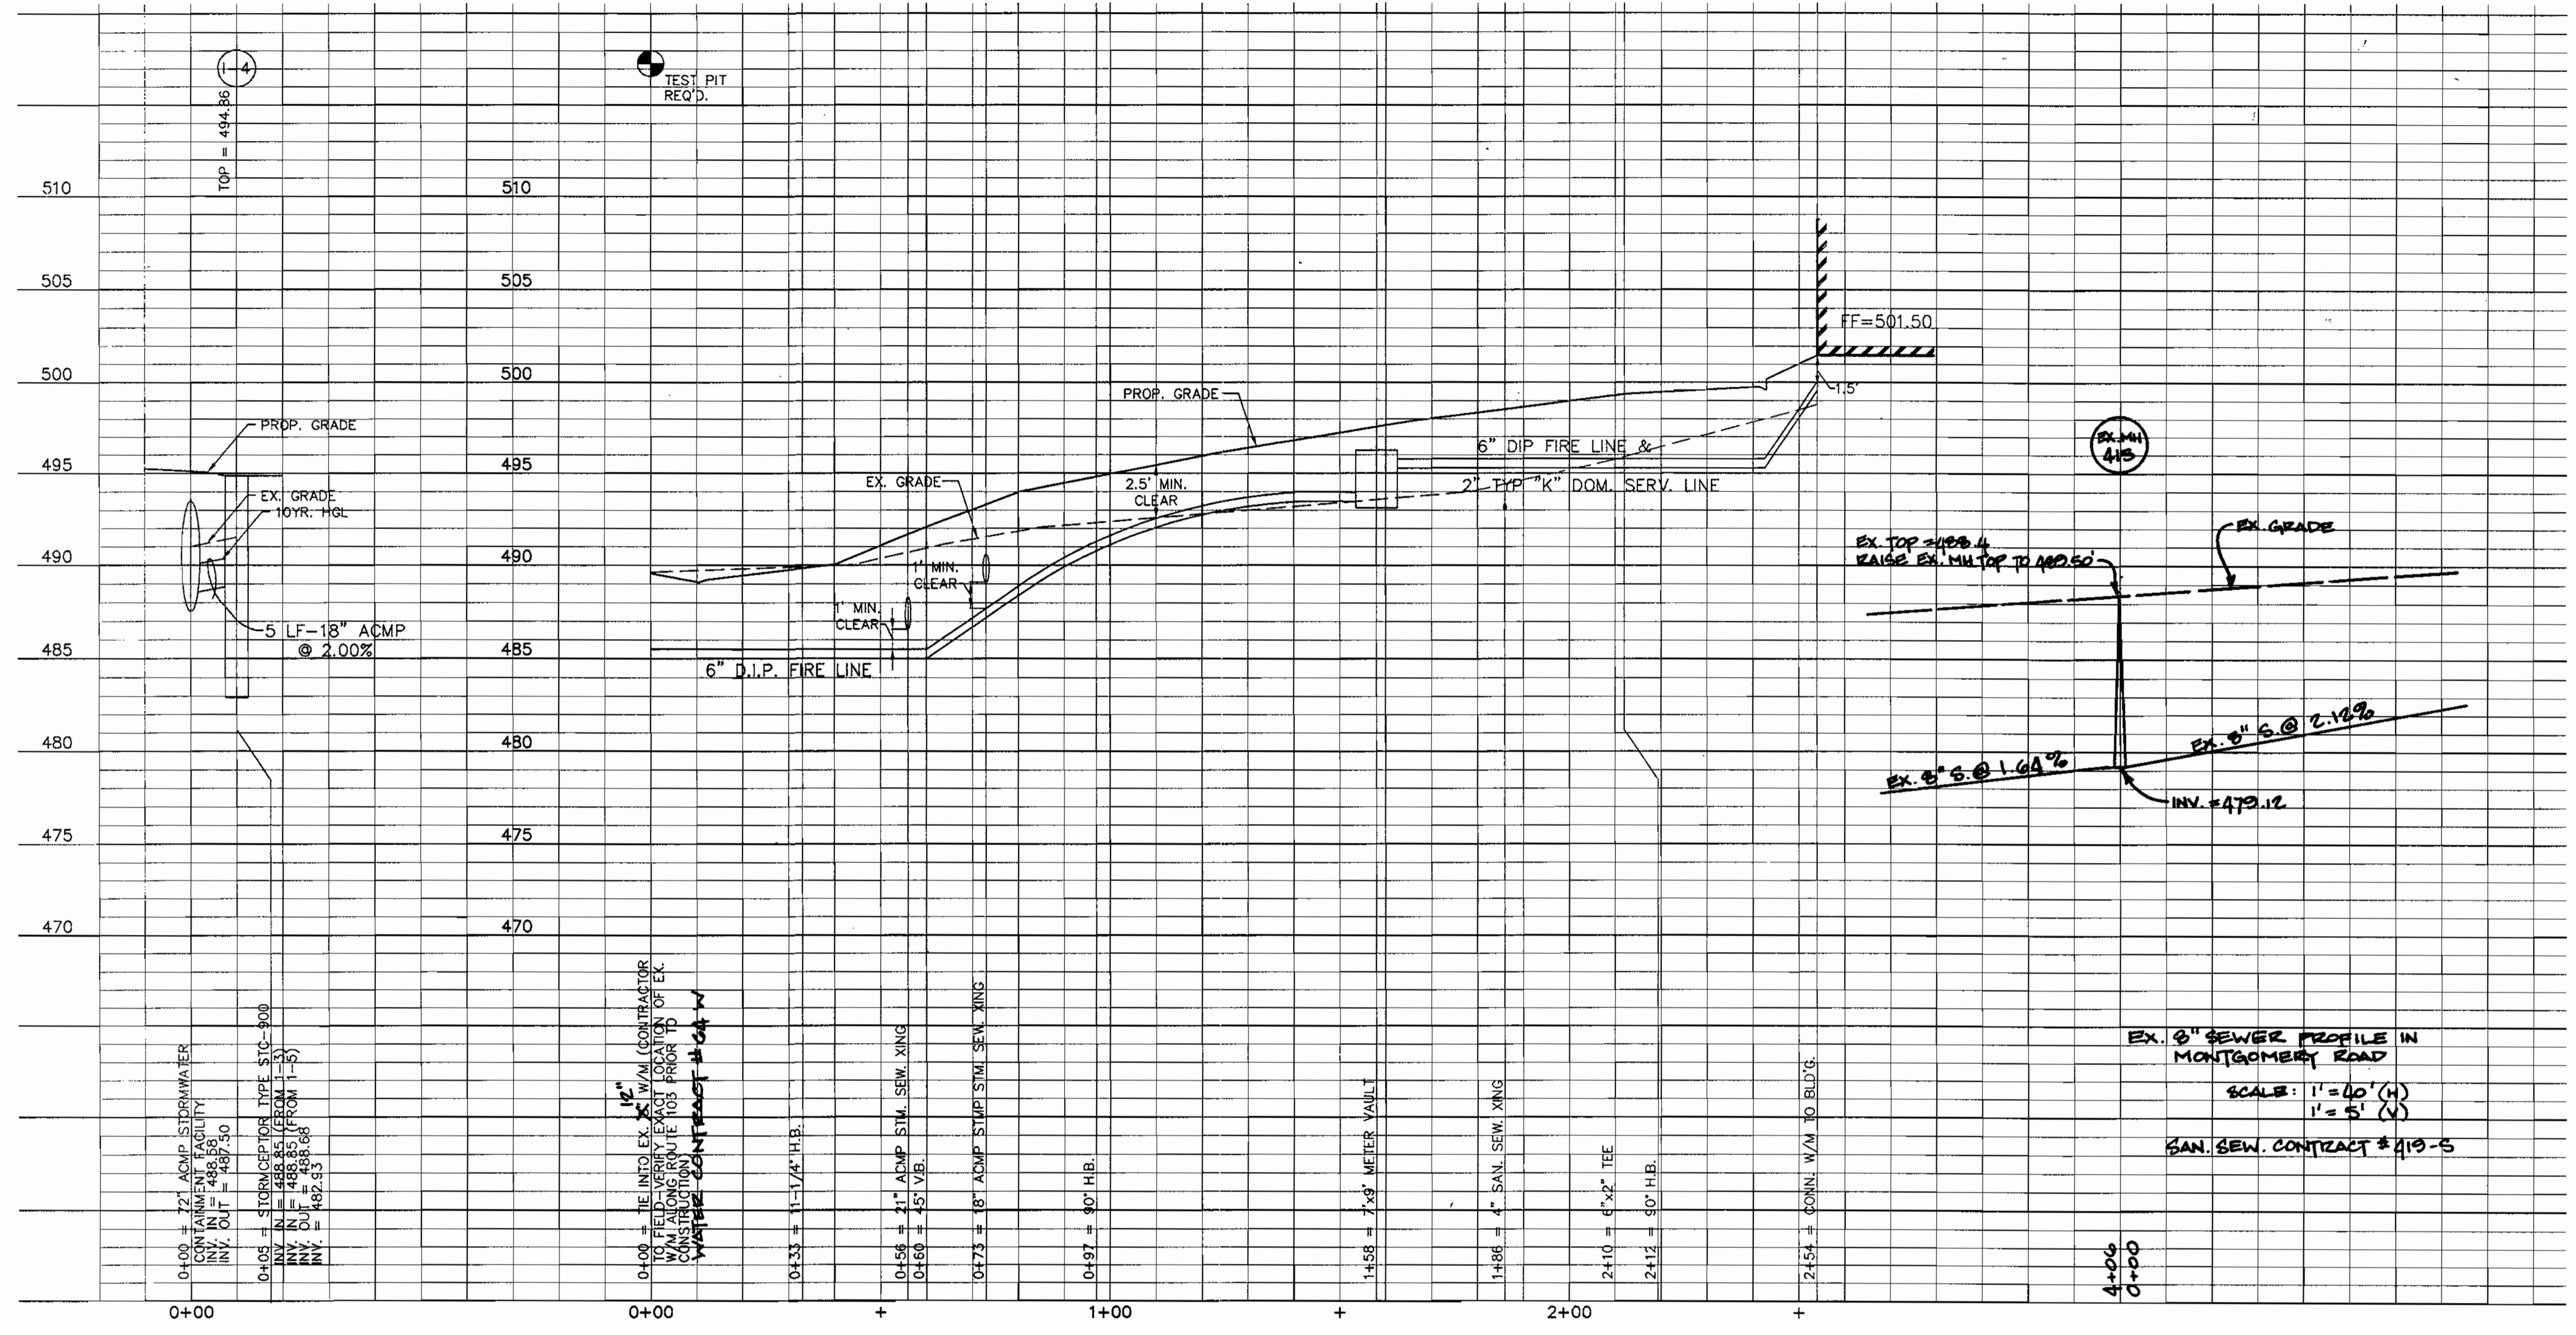 I-4
TOP = 494.86
TEST PIT
REQ'D.
510
510
505
505
500
500
495
495
490
490
485
485
480
480
475
475
470
470
PROP. GRADE
EX. GRADE
10YR. HGL
5 LF-18" ACMP
@ 2.00%
6" D.I.P. FIRE LINE
1' MIN.
CLEAR
1' MIN.
CLEAR
EX. GRADE
2.5' MIN.
CLEAR
PROP. GRADE
6" DIP FIRE LINE &
2" TYP "K" DOM. SERV. LINE
FF=501.50
1.5'
EX. MH
415
EX. TOP =488.4
RAISE EX. MH TOP TO 489.50'
EX. GRADE
EX. 8" S. @ 1.64%
EX. 8" S. @ 2.12%
INV. = 479.12
0+00 = 72" ACMP STORMWATER
CONTAINMENT FACILITY
INV. IN = 488.58
INV. OUT = 487.50
0+05 = STORMCEPTOR TYPE STC-900
INV. IN = 488.85 (FROM 1-3)
INV. IN = 488.85 (FROM 1-5)
INV. OUT = 488.68
INV. = 482.93
0+00 = TIE INTO EX. 12" W/M (CONTRACTOR
TO FIELD-VERIFY EXACT LOCATION OF EX.
W/M ALONG ROUTE 103 PRIOR TO
CONSTRUCTION)
WATER CONTRACT # 64 W
0+33 = 11-1/4° H.B.
0+56 = 21" ACMP STM. SEW. XING
0+60 = 45° V.B.
0+73 = 18" ACMP STMP STM. SEW. XING
0+97 = 90° H.B.
1+58 = 7'x9' METER VAULT
1+86 = 4" SAN. SEW. XING
2+10 = 6"x2" TEE
2+12 = 90° H.B.
2+54 = CONN. W/M TO BLD'G.
4+06
0+00
EX. 8" SEWER PROFILE IN
MONTGOMERY ROAD
SCALE: 1' = 40' (H)
1' = 5' (V)
SAN. SEW. CONTRACT # 419-S
0+00
0+00
+
1+00
+
2+00
+